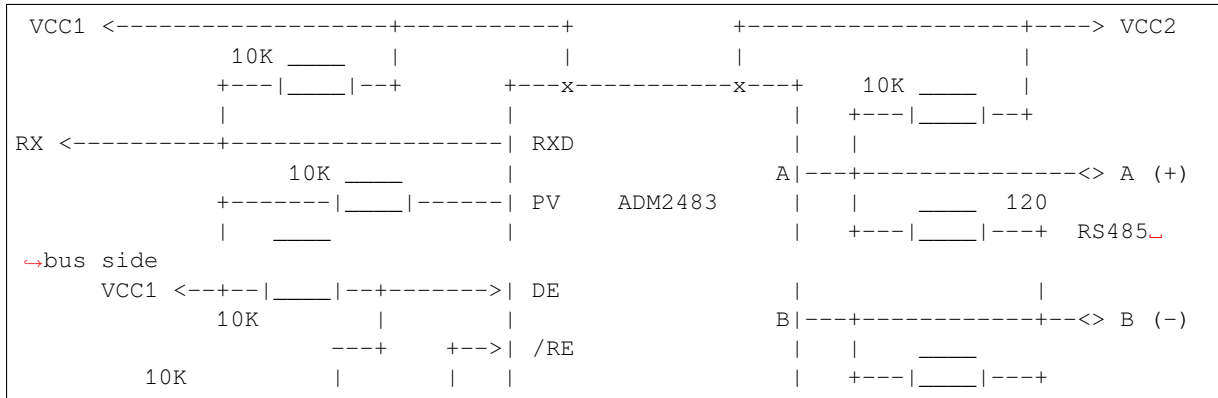 VCC1 <---------------+----------+              +-------------------+----> VCC2
              10K ____   |          |              |                   |
              +---|____|--+      +---x-----------x---+    10K ____    |
              |                  |                    |   +---|____|--+
RX <----------+------------------| RXD                |   |
                  10K ____       |                   A|---+---------------<> A (+)
              +-------|____|-----| PV     ADM2483     |   |   ____  120
              |   ____           |                    |   +---|____|---+  RS485␣
↪bus side
     VCC1 <--+--|____|--+------->| DE                 |                |
             10K        |        |                   B|---+------------+--<> B (-)
                     ---+   +-->| /RE                 |   |   ____
        10K          |      |   |                     |   +---|____|---+